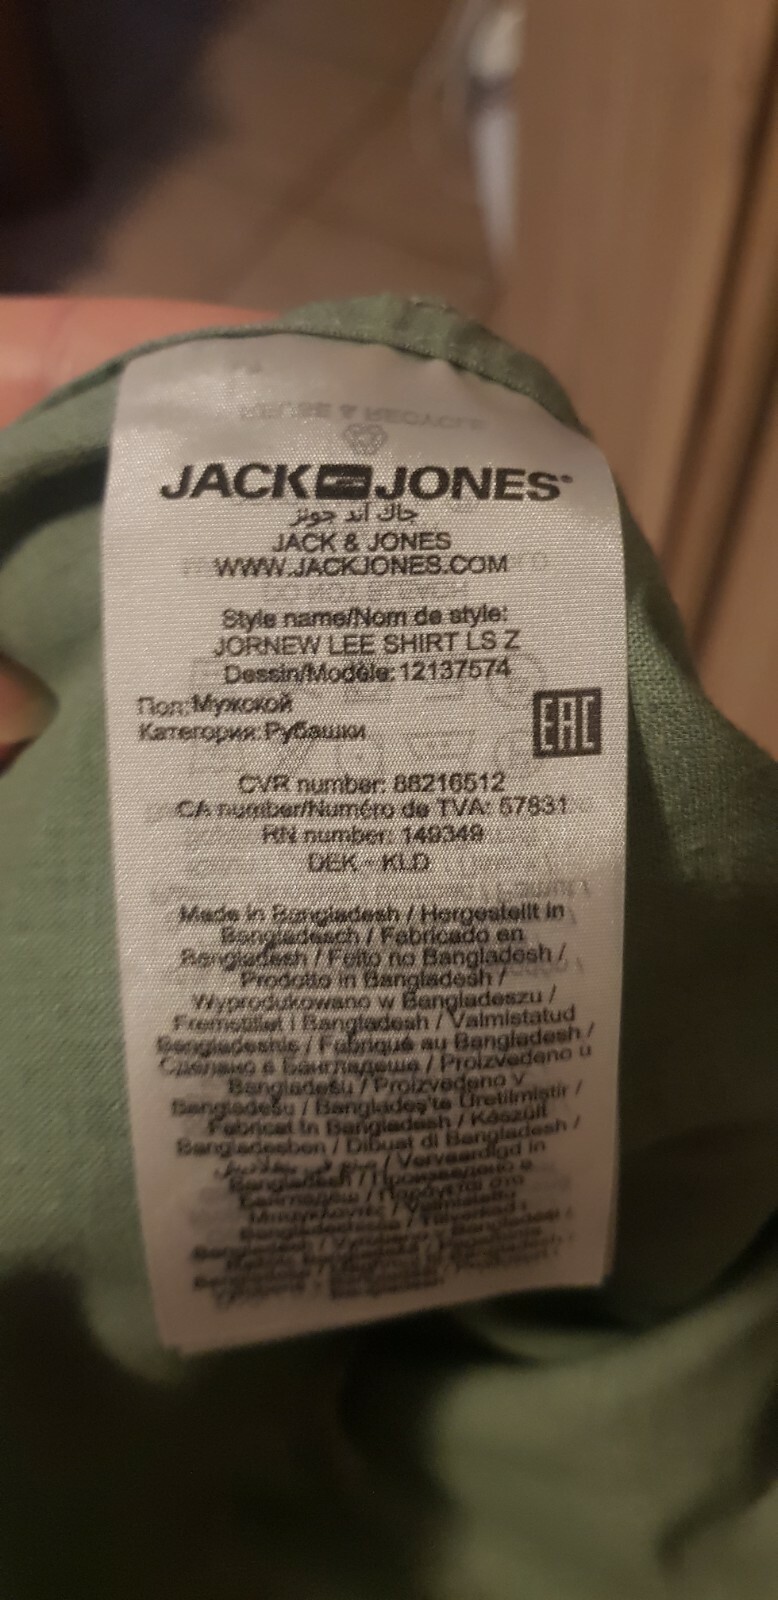 JACK JONES®
جاك اند جونز
JACK & JONES
WWW.JACKJONES.COM
Style name/Nom de style:
JORNEW LEE SHIRT LS Z
Dessin/Modèle: 12137574
Пол:Мужской
Категория:Рубашки
EAC
CVR number: 88216512
CA number/Numéro de TVA: 57831
RN number: 149349
DEK - KLD
Made in Bangladesh / Hergestellt in
Bangladesch / Fabricado en
Bangladesh / Feito no Bangladesh /
Prodotto in Bangladesh /
Wyprodukowano w Bangladeszu /
Fremstillet i Bangladesh / Valmistatud
Bangladeshis / Fabriqué au Bangladesh /
Сделано в Бангладеше / Proizvedeno u
Bangladešu / Proizvedeno v
Bangladešu / Bangladeş'te Üretilmiştir /
Fabricat în Bangladesh / Készült
Bangladesben / Dibuat di Bangladesh /
/ Vervaardigd in
Bangladesh / Произведено в